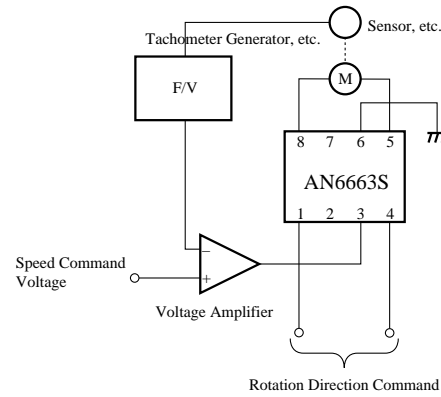 Tachometer Generator, etc.
Sensor, etc.
F/V
M
8 7 6 5
AN6663S
1 2 3 4
−
+
Speed Command
Voltage
Voltage Amplifier
Rotation Direction Command